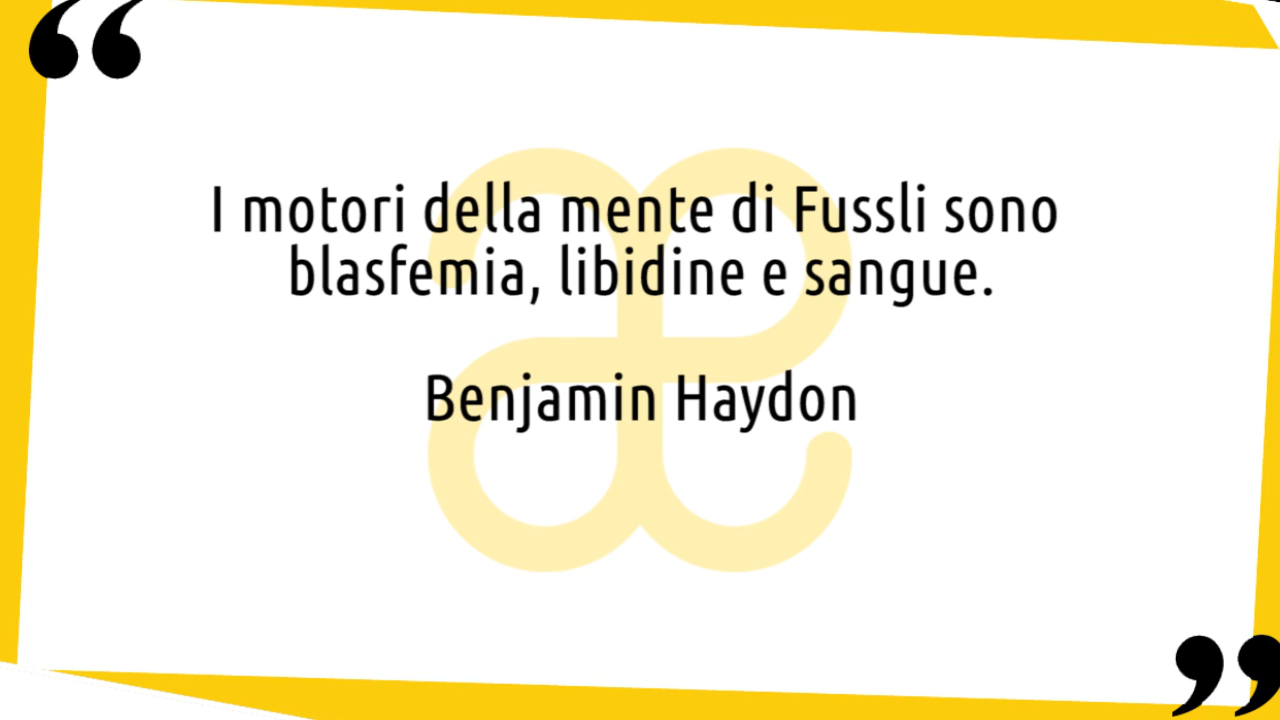 “
I motori della mente di Fussli sono
blasfemia, libidine e sangue.
Benjamin Haydon
”